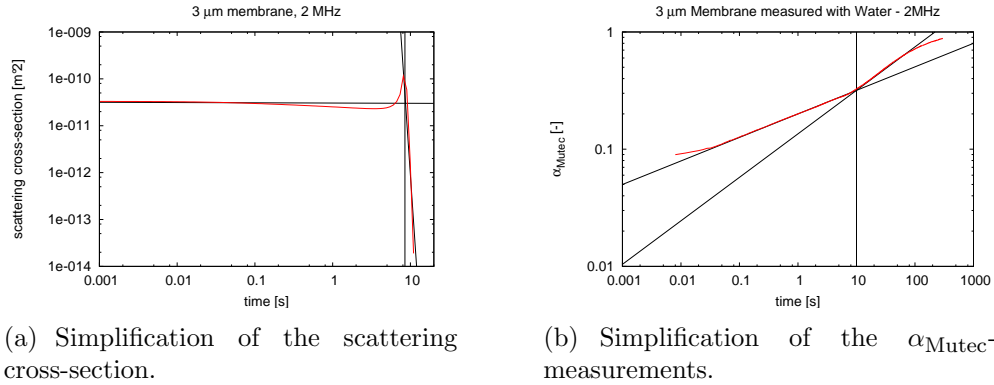 3 μm membrane, 2 MHz
scattering cross-section [m^2]
1e-009
1e-010
1e-011
1e-012
1e-013
1e-014
0.001 0.01 0.1 1 10
time [s]
(a) Simplification of the scattering
cross-section.
3 μm Membrane measured with Water - 2MHz
αMutec [-]
1
0.1
0.01
0.001 0.01 0.1 1 10 100 1000
time [s]
(b) Simplification of the αMutec-
measurements.